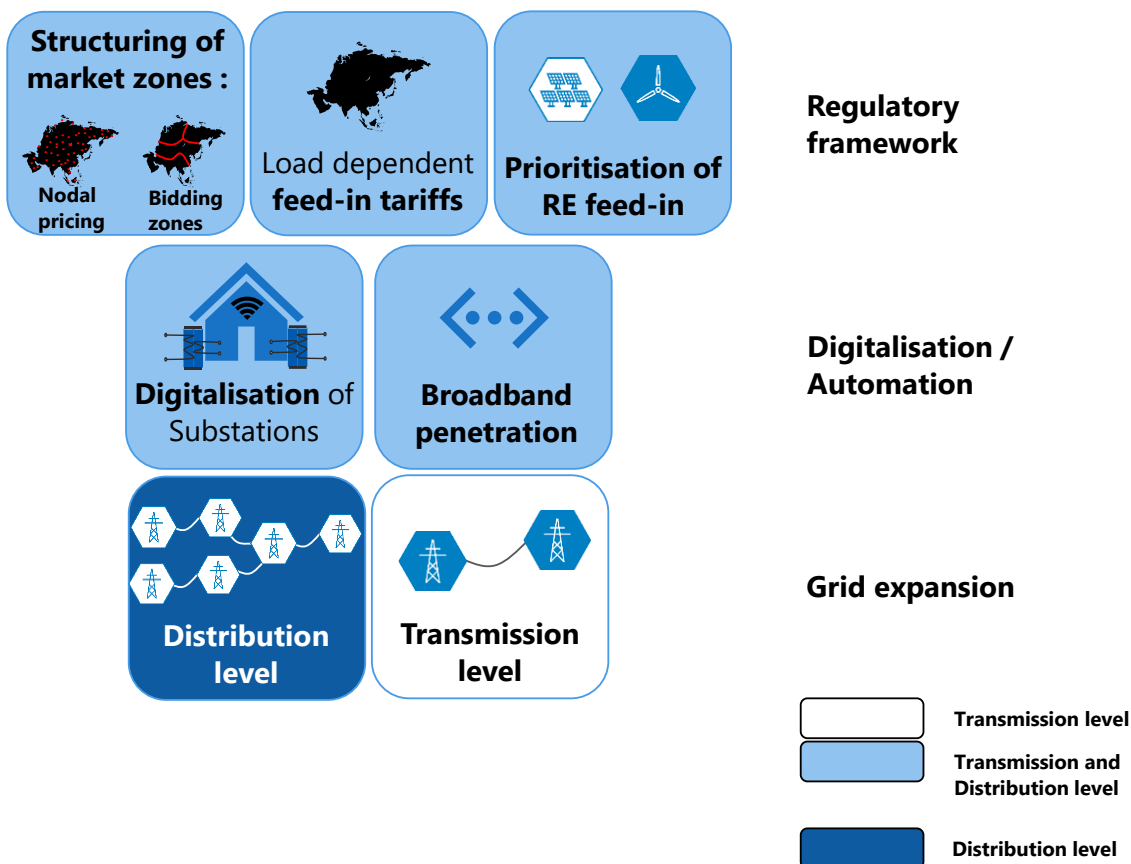 Structuring of
market zones :
Nodal
pricing
Bidding
zones
Load dependent
feed-in tariffs
Prioritisation of
RE feed-in
Regulatory
framework
Digitalisation of
Substations
Broadband
penetration
Digitalisation /
Automation
Distribution
level
Transmission
level
Grid expansion
Transmission level
Transmission and
Distribution level
Distribution level